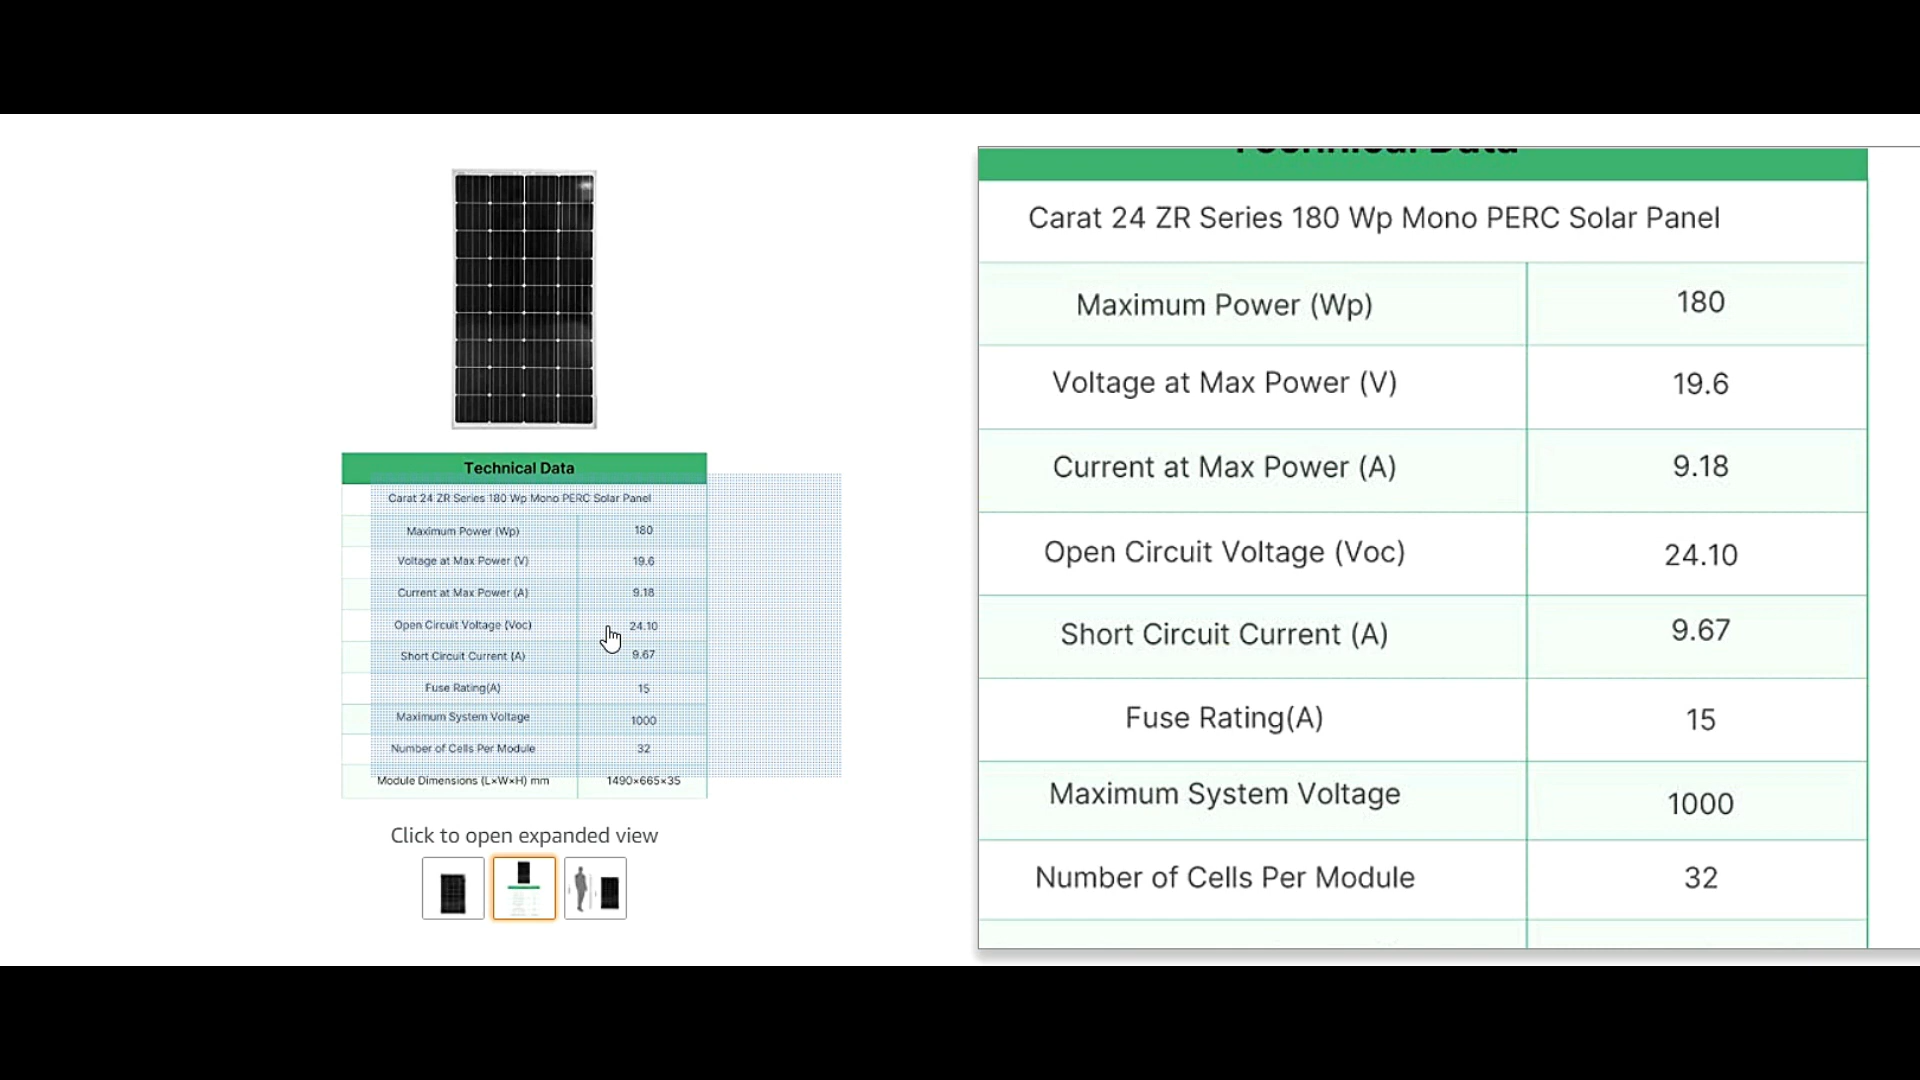 Technical Data
Carat 24 ZR Series 180 Wp Mono PERC Solar Panel
Maximum Power (Wp) 180
Voltage at Max Power (V) 19.6
Current at Max Power (A) 9.18
Open Circuit Voltage (Voc) 24.10
Short Circuit Current (A) 9.67
Fuse Rating(A) 15
Maximum System Voltage 1000
Number of Cells Per Module 32
Module Dimensions (L×W×H) mm 1490×665×35
Click to open expanded view
Technical Data
Carat 24 ZR Series 180 Wp Mono PERC Solar Panel
Maximum Power (Wp) 180
Voltage at Max Power (V) 19.6
Current at Max Power (A) 9.18
Open Circuit Voltage (Voc) 24.10
Short Circuit Current (A) 9.67
Fuse Rating(A) 15
Maximum System Voltage 1000
Number of Cells Per Module 32